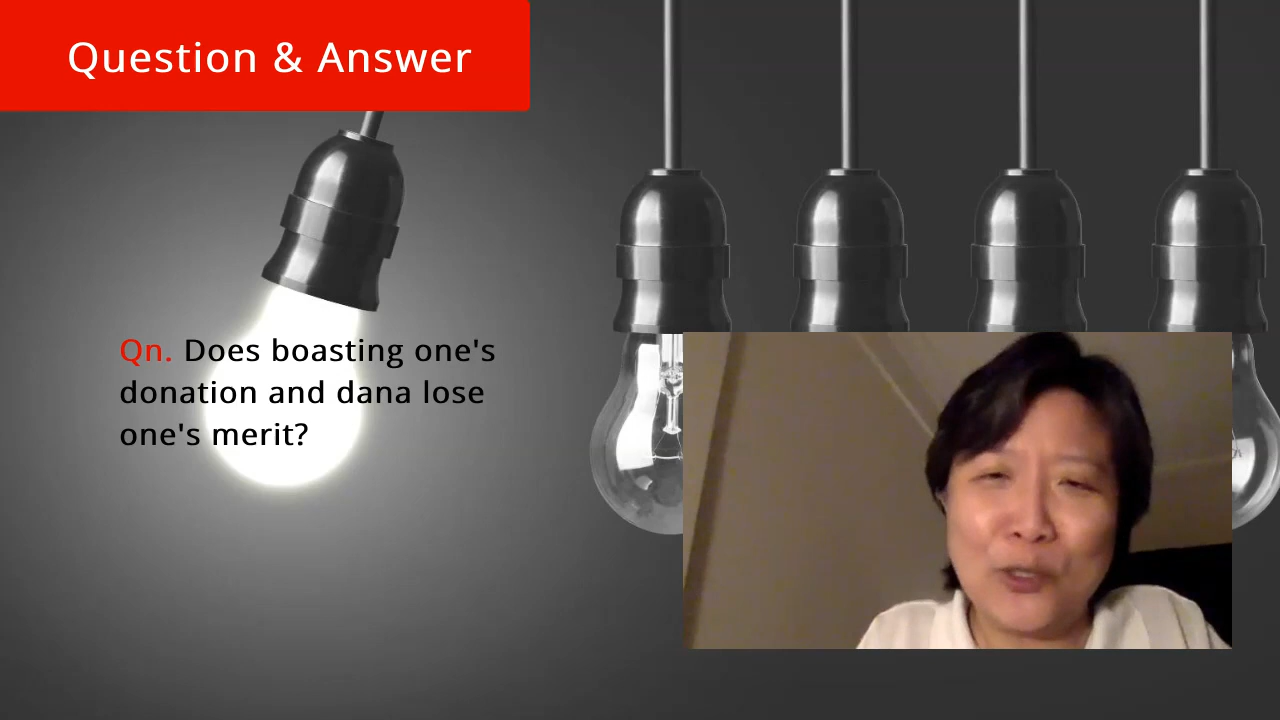 Question & Answer
Qn. Does boasting one's
donation and dana lose
one's merit?